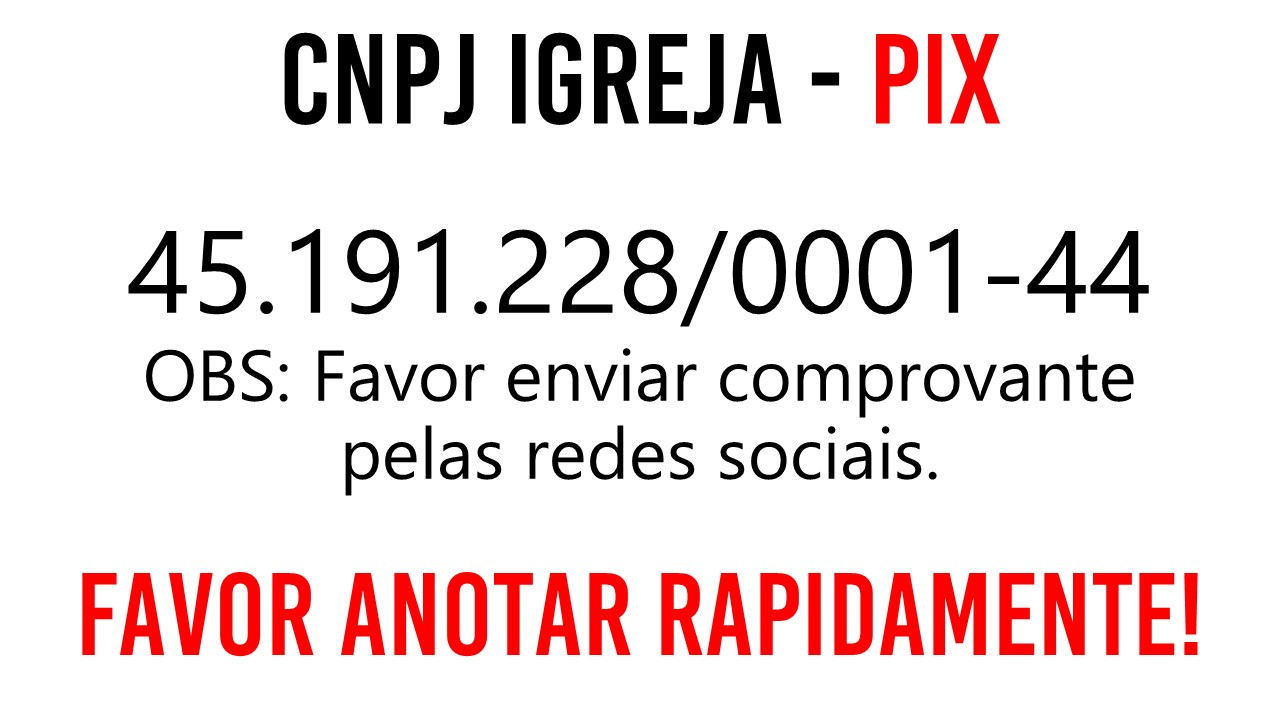 CNPJ IGREJA - PIX
45.191.228/0001-44
OBS: Favor enviar comprovante
pelas redes sociais.
FAVOR ANOTAR RAPIDAMENTE!